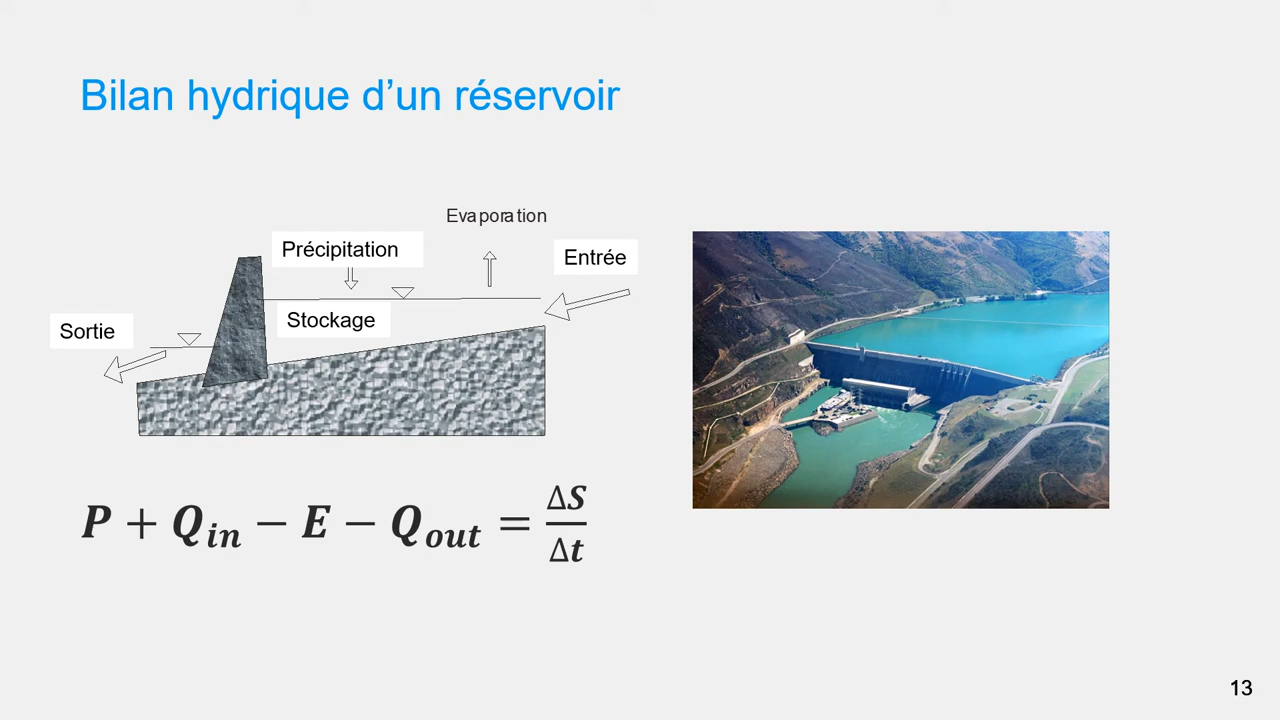 Bilan hydrique d’un réservoir
Evaporation
Précipitation
Entrée
Stockage
Sortie
P + Q_in − E − Q_out = ΔS/Δt
13